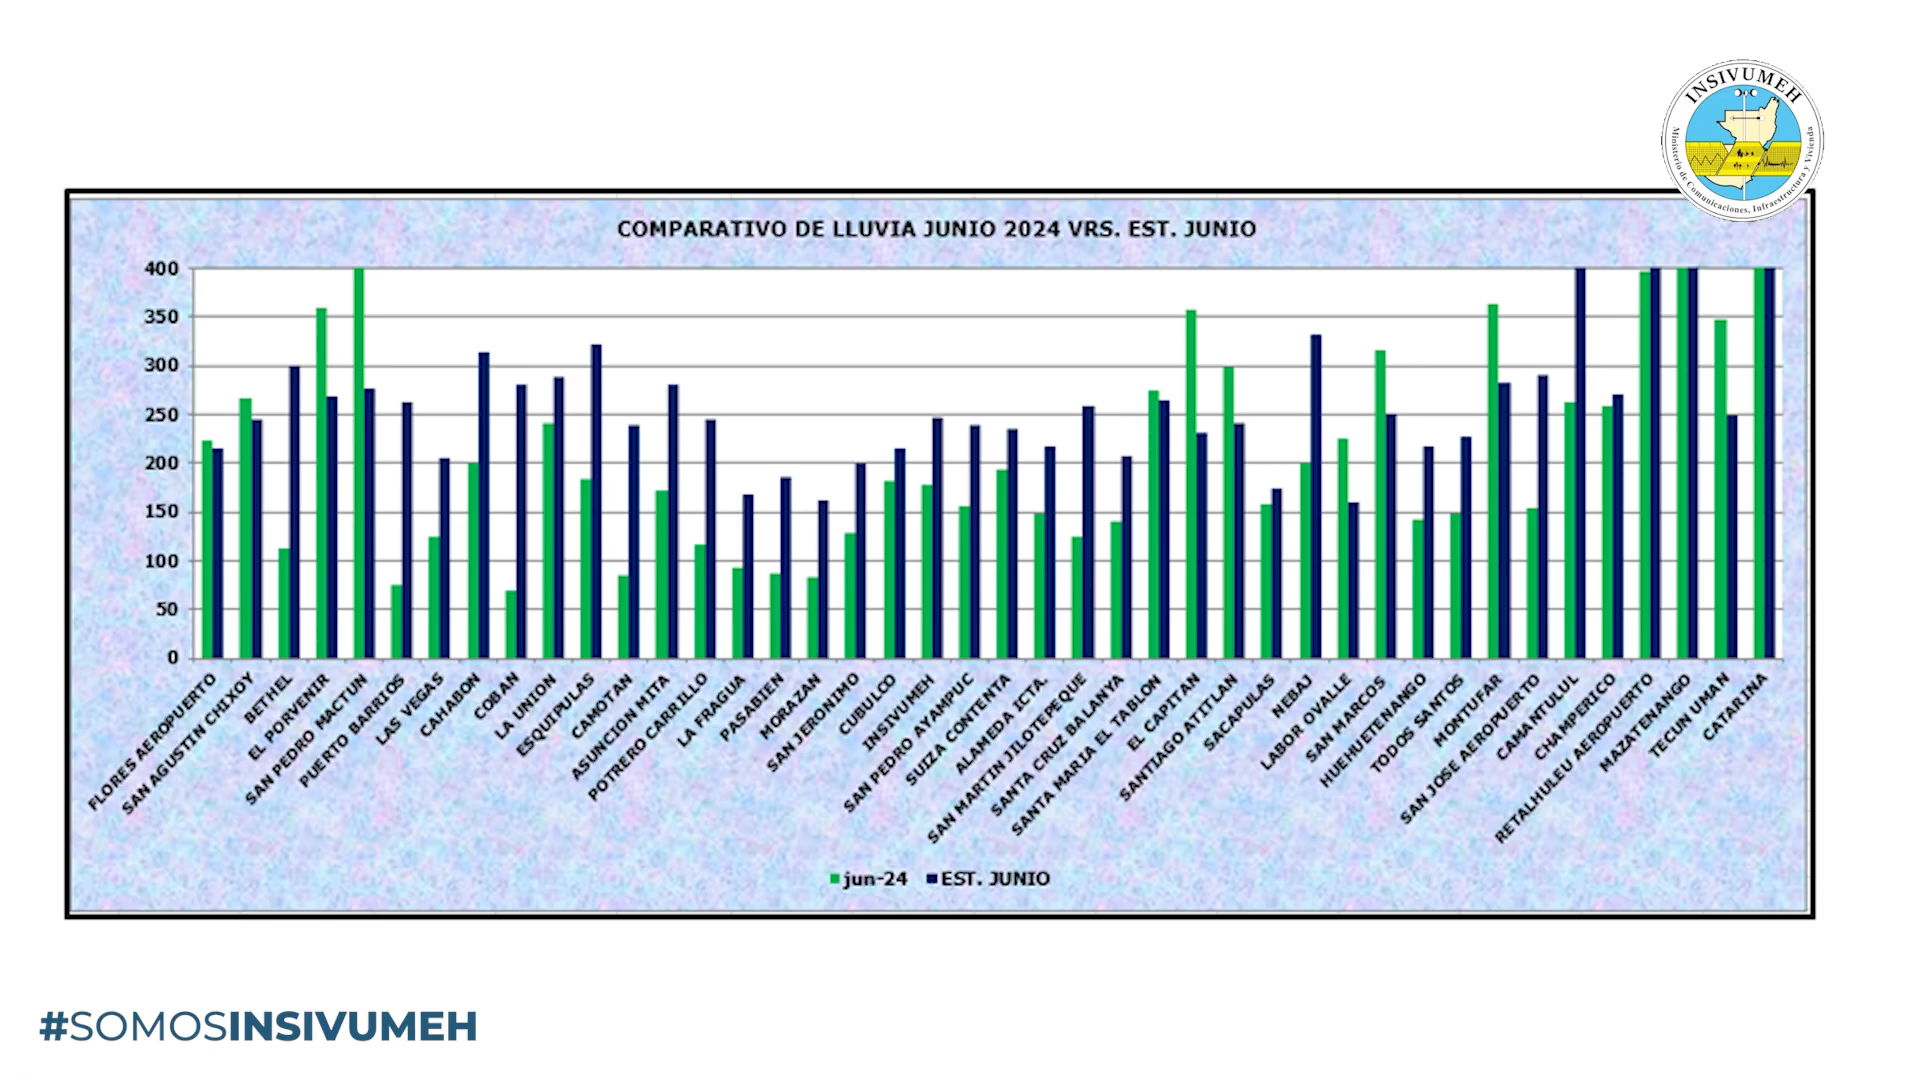 INSIVUMEH
Ministerio de Comunicaciones, Infraestructura y Vivienda
COMPARATIVO DE LLUVIA JUNIO 2024 VRS. EST. JUNIO
400
350
300
250
200
150
100
50
0
FLORES AEROPUERTO
SAN AGUSTIN CHIXOY
BETHEL
EL PORVENIR
SAN PEDRO MACTUN
PUERTO BARRIOS
LAS VEGAS
CAHABON
COBAN
LA UNION
ESQUIPULAS
CAMOTAN
ASUNCION MITA
POTRERO CARRILLO
LA FRAGUA
PASABIEN
MORAZAN
SAN JERONIMO
CUBULCO
INSIVUMEH
SAN PEDRO AYAMPUC
SUIZA CONTENTA
ALAMEDA ICTA.
SAN MARTIN JILOTEPEQUE
SANTA CRUZ BALANYA
SANTA MARIA EL TABLON
EL CAPITAN
SANTIAGO ATITLAN
SACAPULAS
NEBAJ
LABOR OVALLE
SAN MARCOS
HUEHUETENANGO
TODOS SANTOS
MONTUFAR
SAN JOSE AEROPUERTO
CAMANTULUL
CHAMPERICO
RETALHULEU AEROPUERTO
MAZATENANGO
TECUN UMAN
CATARINA
jun-24 EST. JUNIO
#SOMOSINSIVUMEH